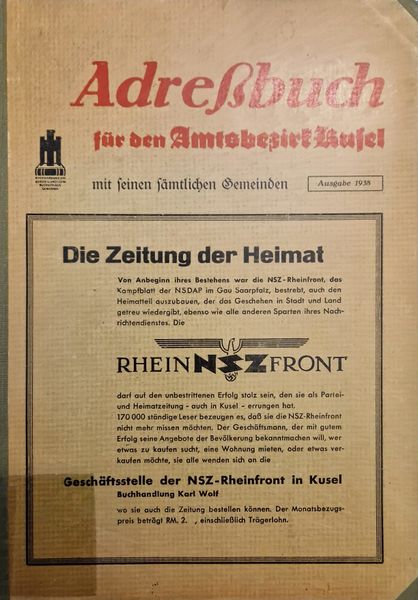 Adreßbuch
für den Amtsbezirk Kusel
mit seinen sämtlichen Gemeinden
Ausgabe 1938
Die Zeitung der Heimat
Von Anbeginn ihres Bestehens war die NSZ-Rheinfront, das
Kampfblatt der NSDAP im Gau Saarpfalz, bestrebt, auch den
Heimatteil auszubauen, der das Geschehen in Stadt und Land
getreu wiedergibt, ebenso wie alle anderen Sparten ihres Nach-
richtendienstes. Die
RHEIN NSZ FRONT
darf auf den unbestrittenen Erfolg stolz sein, den sie als Partei-
und Heimatzeitung - auch in Kusel - errungen hat.
170 000 ständige Leser bezeugen es, daß sie die NSZ-Rheinfront
nicht mehr missen möchten. Der Geschäftsmann, der mit gutem
Erfolg seine Angebote der Bevölkerung bekanntmachen will, wer
etwas zu kaufen sucht, eine Wohnung mieten, oder etwas ver-
kaufen möchte, sie alle wenden sich an die
Geschäftsstelle der NSZ-Rheinfront in Kusel
Buchhandlung Karl Wolf
wo sie auch die Zeitung bestellen können. Der Monatsbezugs-
preis beträgt RM. 2. , einschließlich Trägerlohn.